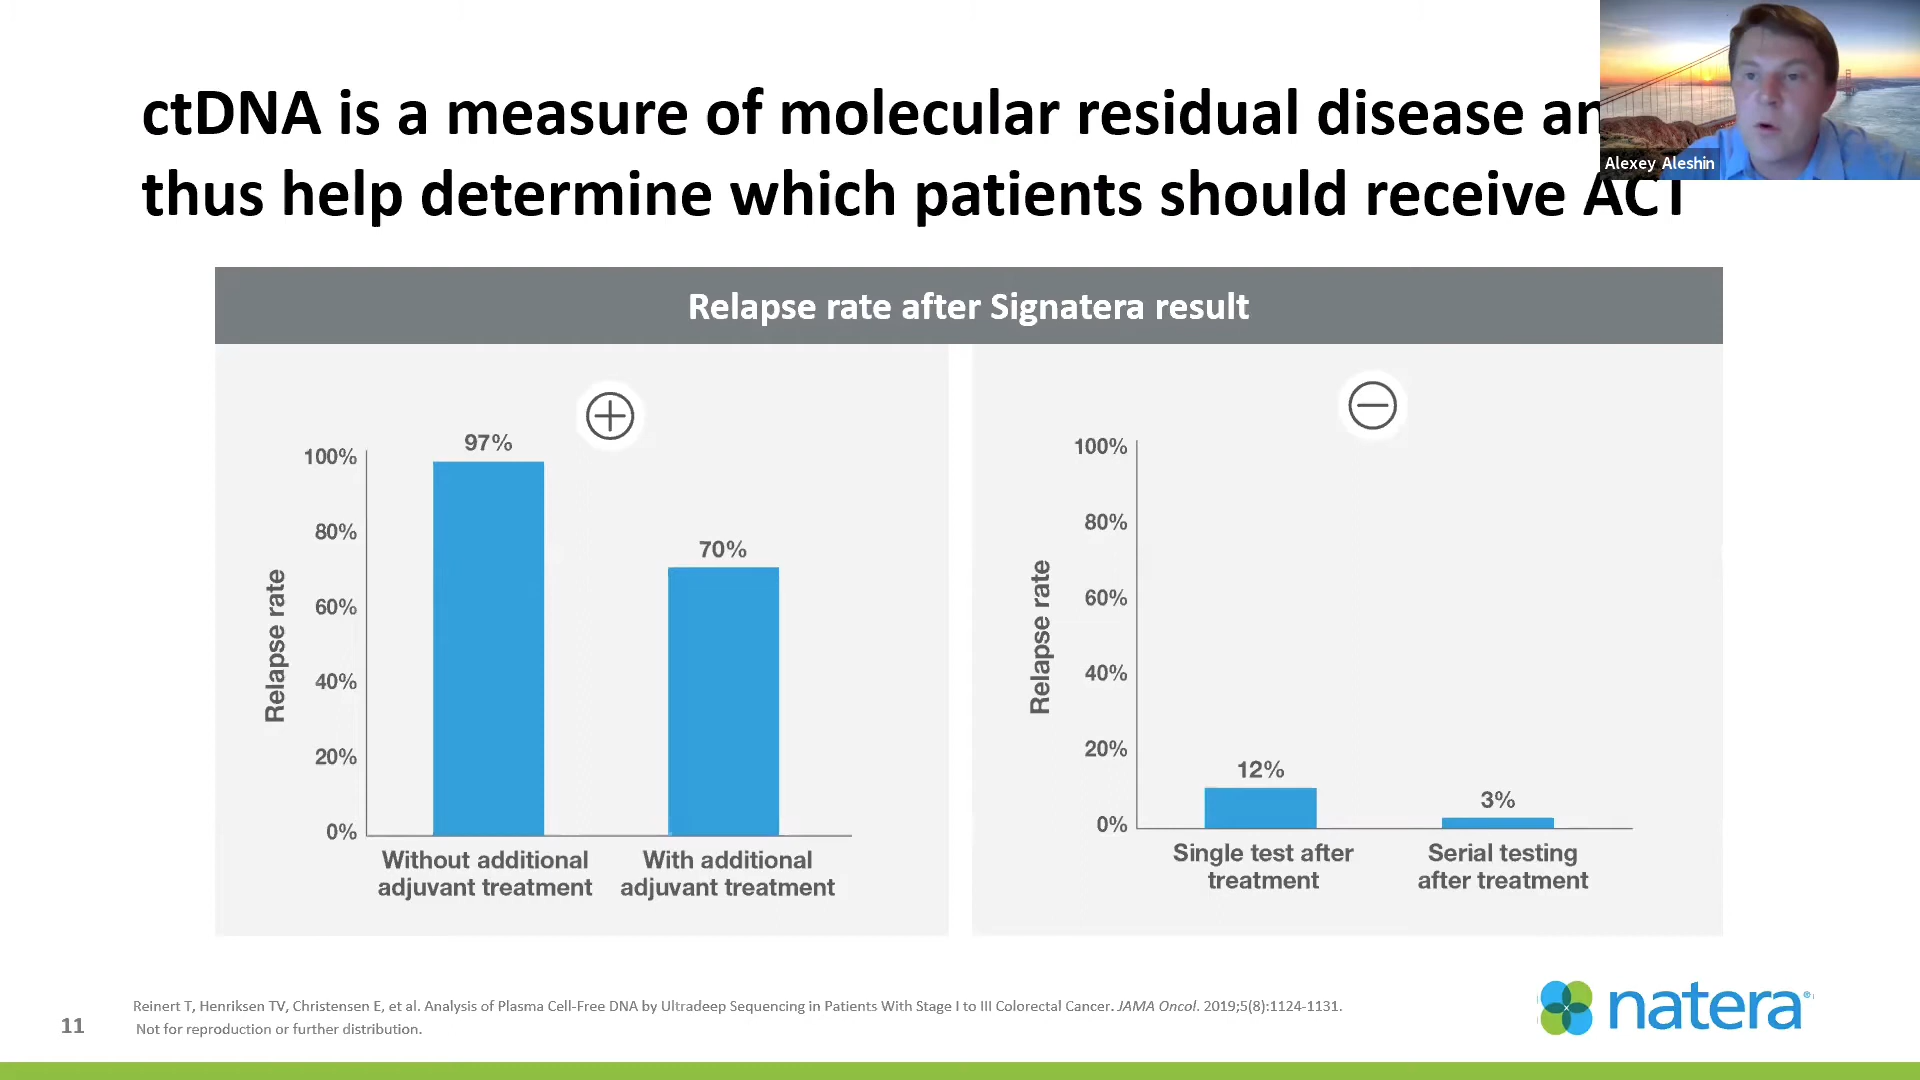 ctDNA is a measure of molecular residual disease
thus help determine which patients should receive ACT
Alexey Aleshin
Relapse rate after Signatera result
97%
100%
80%
60%
40%
20%
0%
70%
Relapse rate
Without additional
adjuvant treatment
With additional
adjuvant treatment
100%
80%
60%
40%
20%
0%
12%
3%
Relapse rate
Single test after
treatment
Serial testing
after treatment
Reinert T, Henriksen TV, Christensen E, et al. Analysis of Plasma Cell-Free DNA by Ultradeep Sequencing in Patients With Stage I to III Colorectal Cancer. JAMA Oncol. 2019;5(8):1124-1131.
11
Not for reproduction or further distribution.
natera®